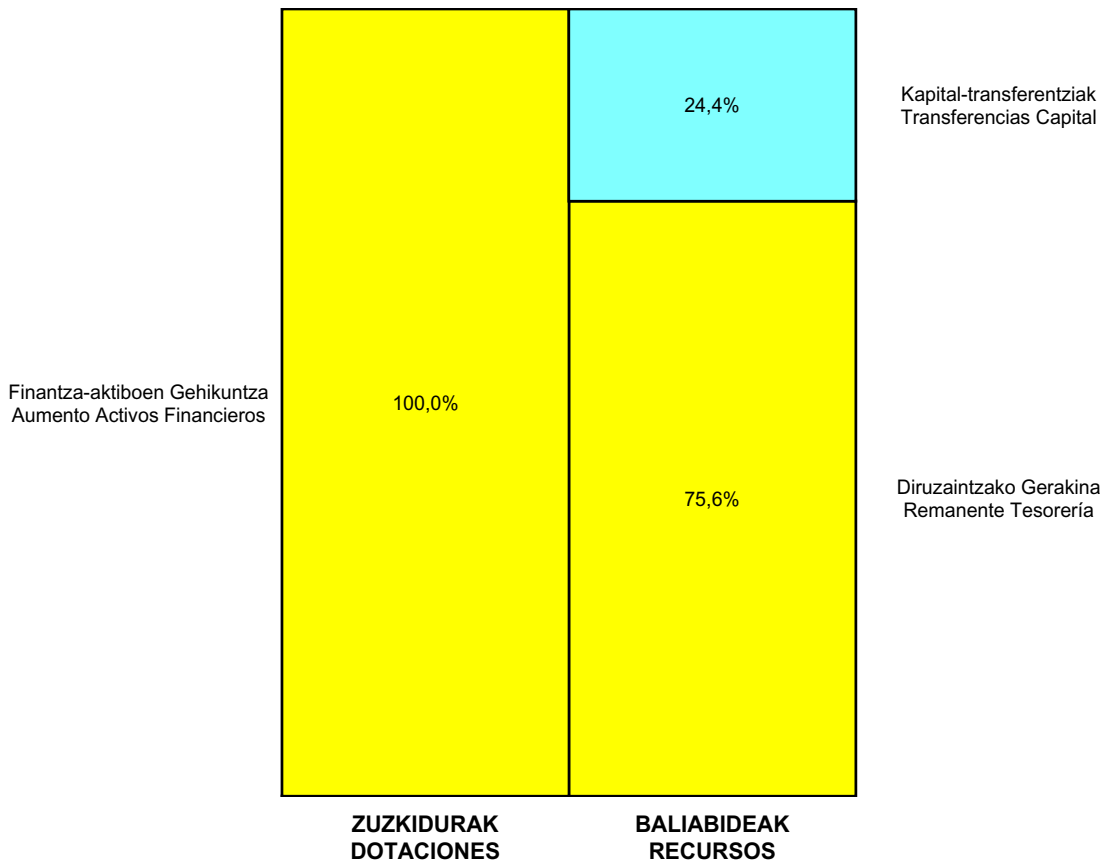 24,4%
Kapital-transferentziak
Transferencias Capital
Finantza-aktiboen Gehikuntza
Aumento Activos Financieros
100,0%
75,6%
Diruzaintzako Gerakina
Remanente Tesorería
ZUZKIDURAK
DOTACIONES
BALIABIDEAK
RECURSOS